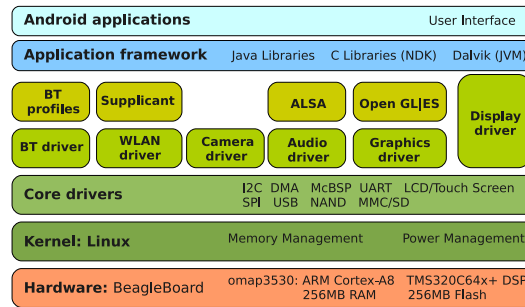 Android applications User Interface
Application framework Java Libraries C Libraries (NDK) Dalvik (JVM)
BT profiles
Supplicant
ALSA
Open GL|ES
Display driver
BT driver
WLAN driver
Camera driver
Audio driver
Graphics driver
Core drivers I2C DMA McBSP UART LCD/Touch Screen
SPI USB NAND MMC/SD
Kernel: Linux Memory Management Power Management
Hardware: BeagleBoard omap3530: ARM Cortex-A8 TMS320C64x+ DSP
256MB RAM 256MB Flash